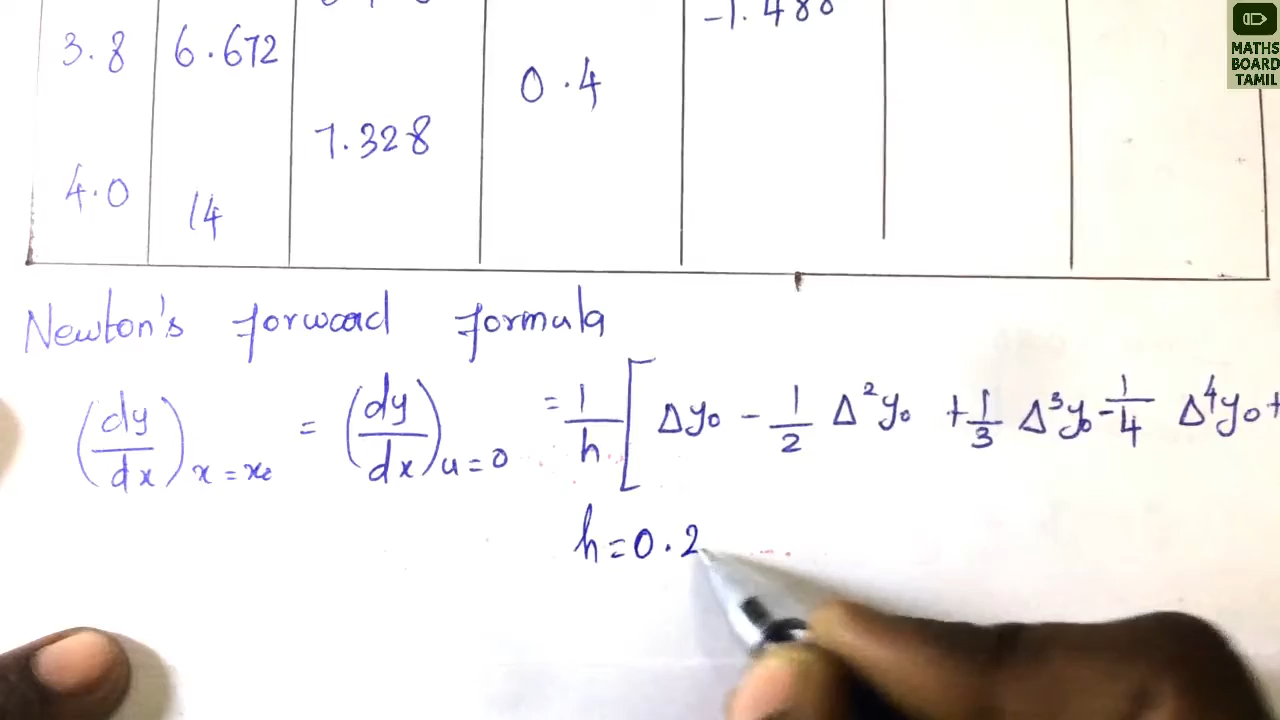 -1.480
3.8 6.672
0.4
7.328
4.0 14
Newton's forward formula
(dy/dx)x=x₀ = (dy/dx)u=0 = 1/h [ Δy₀ - 1/2 Δ²y₀ + 1/3 Δ³y₀ - 1/4 Δ⁴y₀ +
h=0.2
MATHS
BOARD
TAMIL